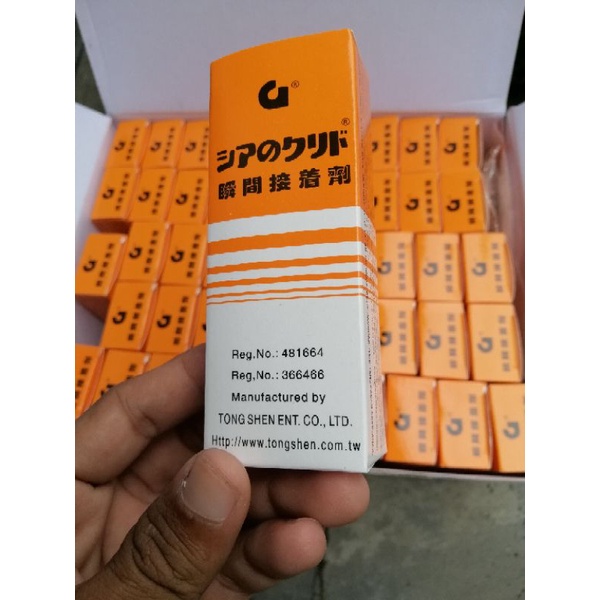 G®
シアのクリド®
瞬間接着劑
Reg.No.: 481664
Reg,No.: 366466
Manufactured by
TONG SHEN ENT. CO., LTD.
Http://www.tongshen.com.tw